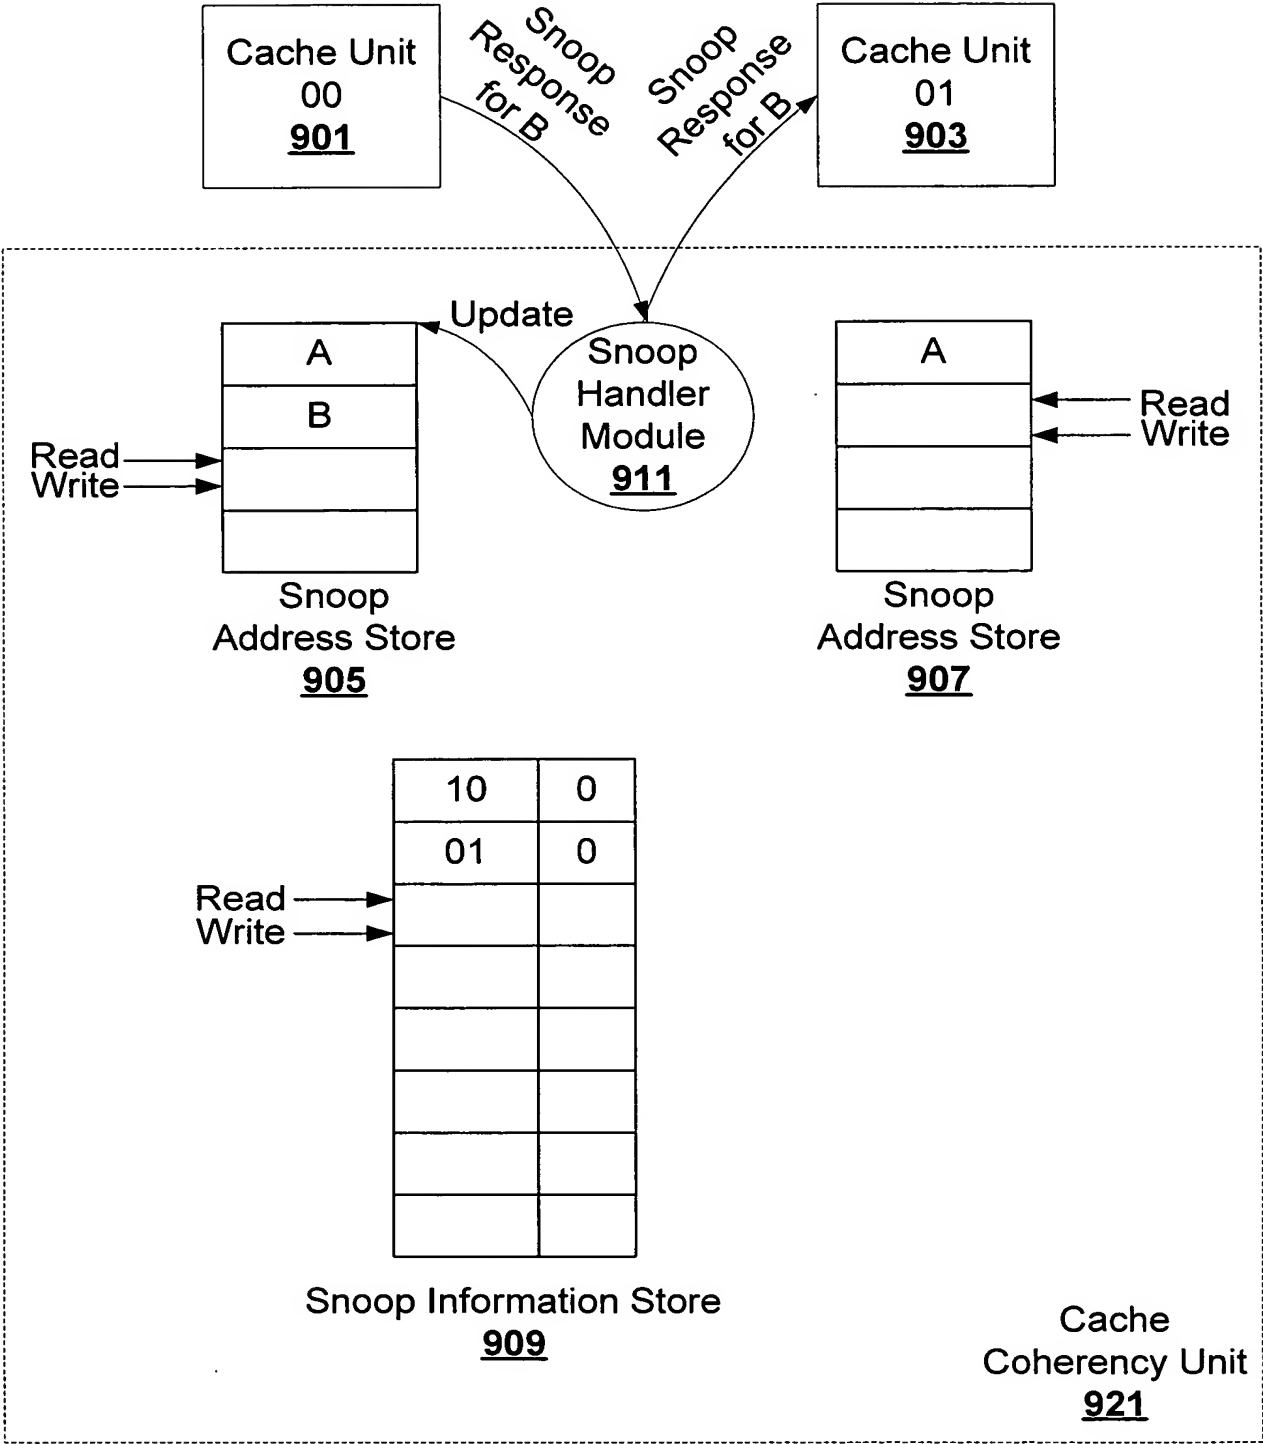 Cache Unit
00
901
Snoop
Response
for B
Snoop
Response
for B
Cache Unit
01
903
Update
A
B
Read
Write
Snoop
Handler
Module
911
A
Read
Write
Snoop
Address Store
905
Snoop
Address Store
907
10 0
01 0
Read
Write
Snoop Information Store
909
Cache
Coherency Unit
921